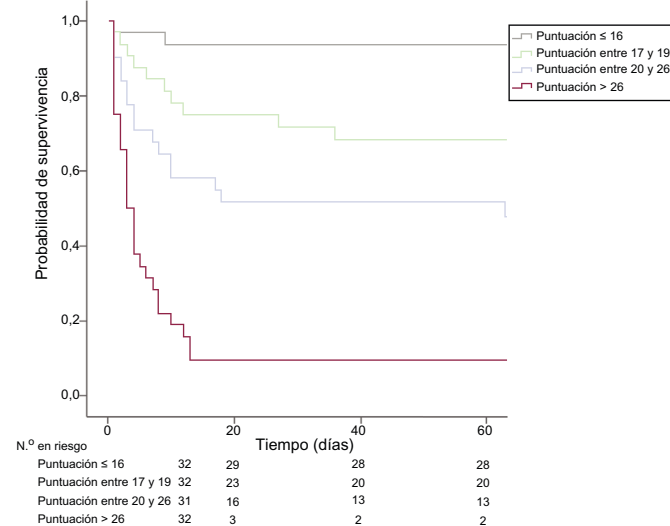 Probabilidad de supervivencia
1,0
0,8
0,6
0,4
0,2
0,0
Puntuación ≤ 16
Puntuación entre 17 y 19
Puntuación entre 20 y 26
Puntuación > 26
0 20 40 60
Tiempo (días)
N.º en riesgo
Puntuación ≤ 16 32 29 28 28
Puntuación entre 17 y 19 32 23 20 20
Puntuación entre 20 y 26 31 16 13 13
Puntuación > 26 32 3 2 2